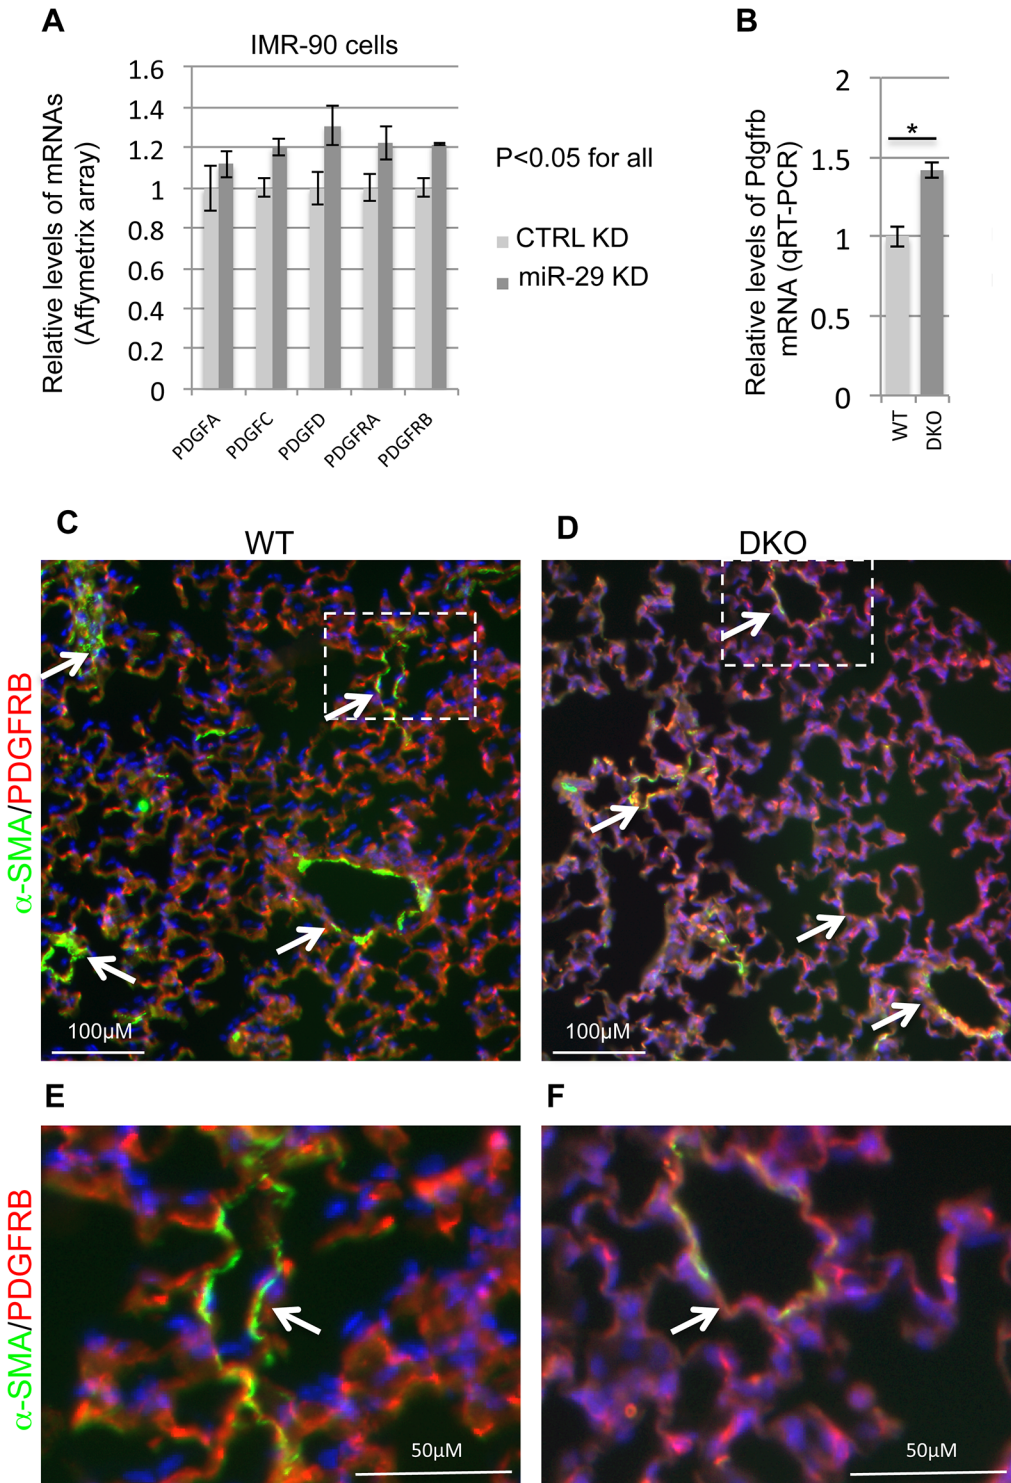 A
IMR-90 cells
Relative levels of mRNAs
(Affymetrix array)
1.6
1.4
1.2
1
0.8
0.6
0.4
0.2
0
PDGFA
PDGFC
PDGFD
PDGFRA
PDGFRB
P<0.05 for all
CTRL KD
miR-29 KD
B
Relative levels of Pdgfrb
mRNA (qRT-PCR)
2
1.5
1
0.5
0
*
WT
DKO
C
WT
D
DKO
α-SMA/PDGFRB
100µM
100µM
E
F
α-SMA/PDGFRB
50µM
50µM